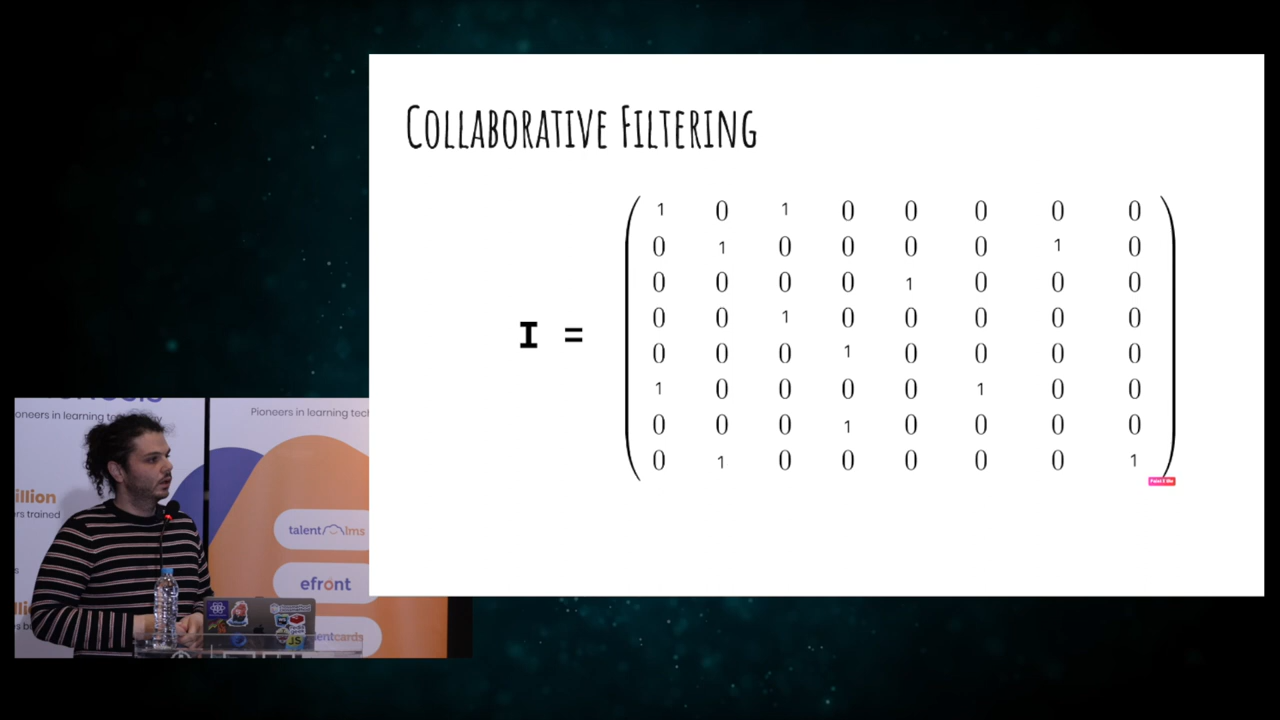 COLLABORATIVE FILTERING
I =
1 0 1 0 0 0 0 0
0 1 0 0 0 0 1 0
0 0 0 0 1 0 0 0
0 0 1 0 0 0 0 0
0 0 0 1 0 0 0 0
1 0 0 0 0 1 0 0
0 0 0 1 0 0 0 0
0 1 0 0 0 0 0 1
Pioneers in learning tech
oneers in learning
illion
rs trained
talentlms
efront
entcards
JS